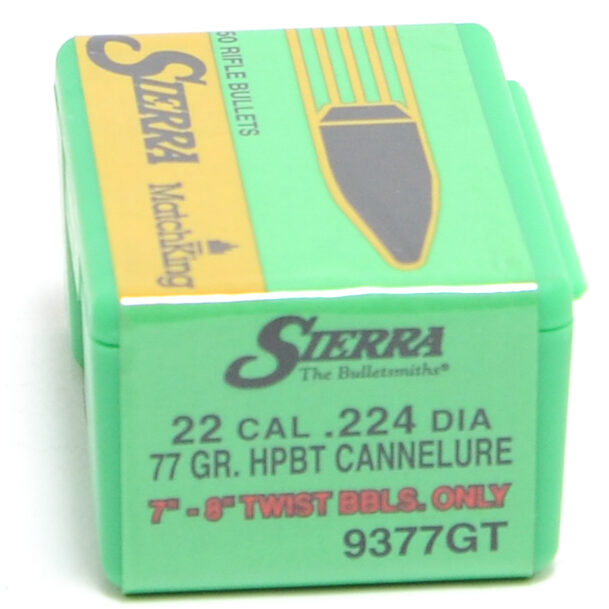 50 RIFLE BULLETS
SIERRA
MatchKing
SIERRA
The Bulletsmiths®
22 CAL .224 DIA
77 GR. HPBT CANNELURE
7" - 8" TWIST BBLS. ONLY
9377GT